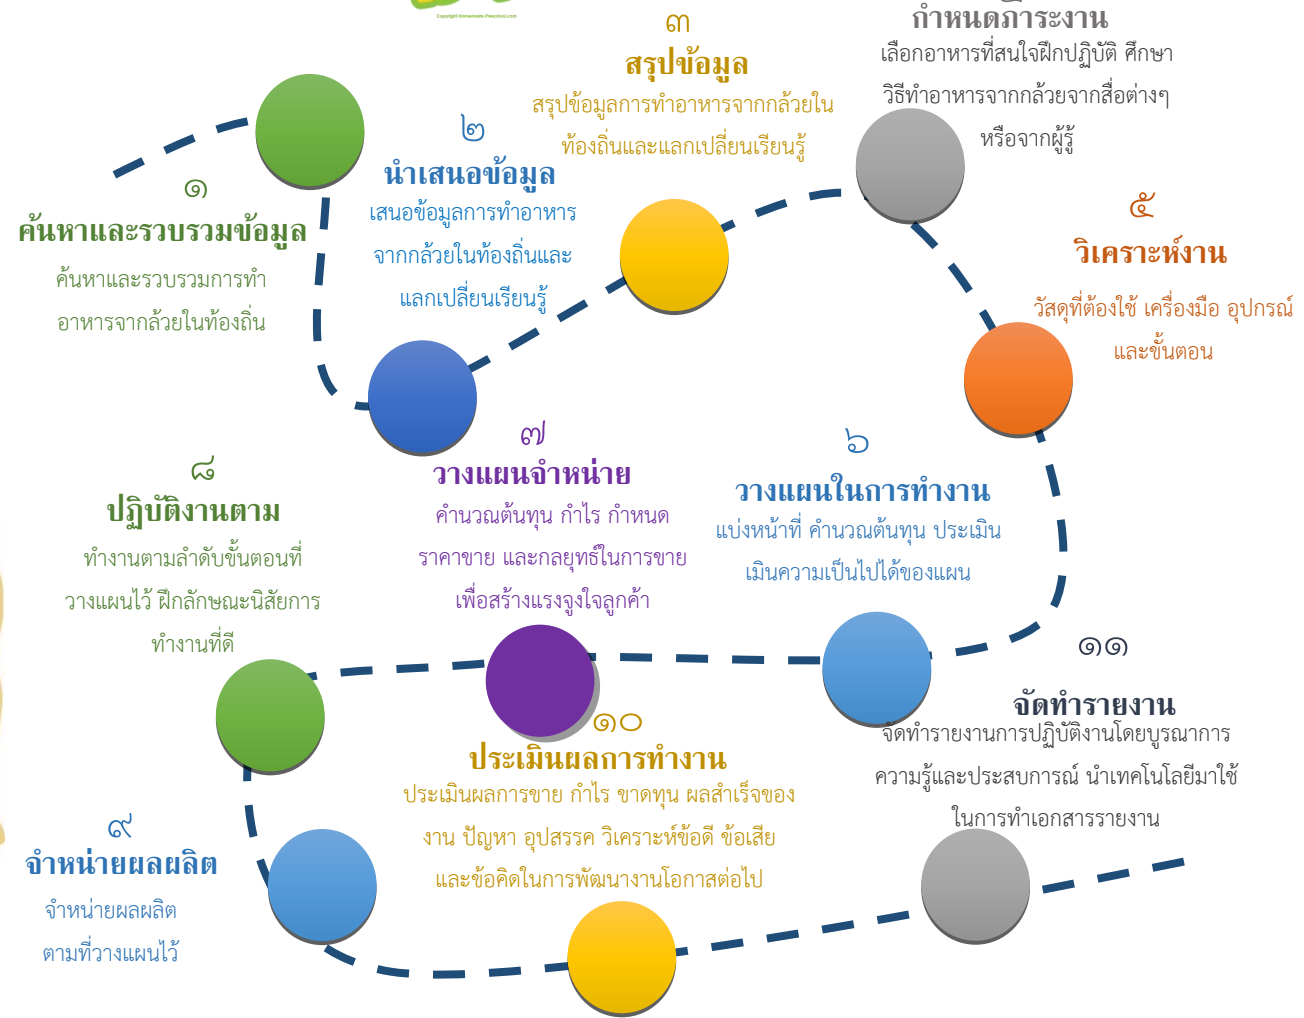 Copyright homemade-Preschool.com
๑
ค้นหาและรวบรวมข้อมูล
ค้นหาและรวบรวมการทำ
อาหารจากล้วยในท้องถิ่น
๒
นำเสนอข้อมูล
เสนอข้อมูลการทำอาหาร
จากกล้วยในท้องถิ่นและ
แลกเปลี่ยนเรียนรู้
๓
สรุปข้อมูล
สรุปข้อมูลการทำอาหารจากกล้วยใน
ท้องถิ่นและแลกเปลี่ยนเรียนรู้
กำหนดภาระงาน
เลือกอาหารที่สนใจฝึกปฏิบัติ ศึกษา
วิธีทำอาหารจากกล้วยจากสื่อต่างๆ
หรือจากผู้รู้
๕
วิเคราะห์งาน
วัสดุที่ต้องใช้ เครื่องมือ อุปกรณ์
และขั้นตอน
๖
วางแผนในการทำงาน
แบ่งหน้าที่ คำนวณต้นทุน ประเมิน
เมินความเป็นไปได้ของแผน
๗
วางแผนจำหน่าย
คำนวณต้นทุน กำไร กำหนด
ราคาขาย และกลยุทธ์ในการขาย
เพื่อสร้างแรงจูงใจลูกค้า
๘
ปฏิบัติงานตาม
ทำงานตามลำดับขั้นตอนที่
วางแผนไว้ ฝึกลักษณะนิสัยการ
ทำงานที่ดี
๙
จำหน่ายผลผลิต
จำหน่ายผลผลิต
ตามที่วางแผนไว้
๑๐
ประเมินผลการทำงาน
ประเมินผลการขาย กำไร ขาดทุน ผลสำเร็จของ
งาน ปัญหา อุปสรรค วิเคราะห์ข้อดี ข้อเสีย
และข้อคิดในการพัฒนางานโอกาสต่อไป
๑๑
จัดทำรายงาน
จัดทำรายงานการปฏิบัติงานโดยบูรณาการ
ความรู้และประสบการณ์ นำเทคโนโลยีมาใช้
ในการทำเอกสารรายงาน